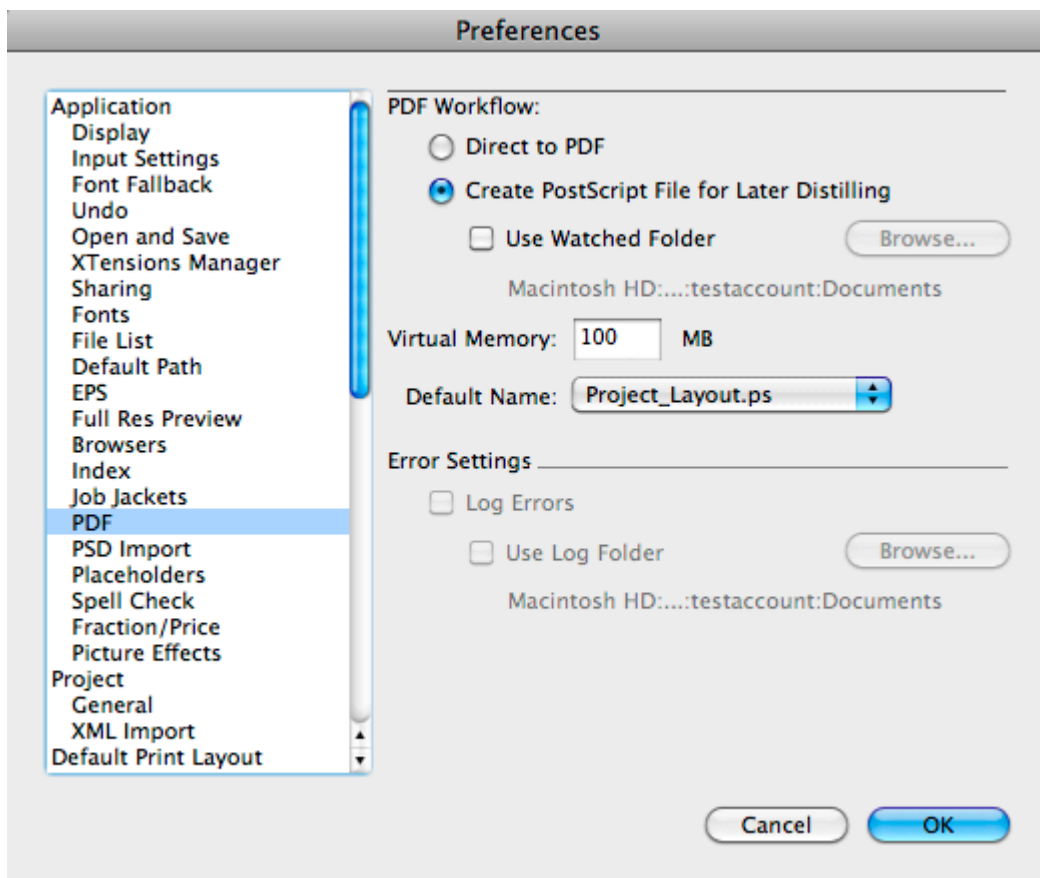 Preferences
Application
Display
Input Settings
Font Fallback
Undo
Open and Save
XTensions Manager
Sharing
Fonts
File List
Default Path
EPS
Full Res Preview
Browsers
Index
Job Jackets
PDF
PSD Import
Placeholders
Spell Check
Fraction/Price
Picture Effects
Project
General
XML Import
Default Print Layout
PDF Workflow:
Direct to PDF
Create PostScript File for Later Distilling
Use Watched Folder Browse...
Macintosh HD:...:testaccount:Documents
Virtual Memory: 100 MB
Default Name: Project_Layout.ps
Error Settings
Log Errors
Use Log Folder Browse...
Macintosh HD:...:testaccount:Documents
Cancel OK